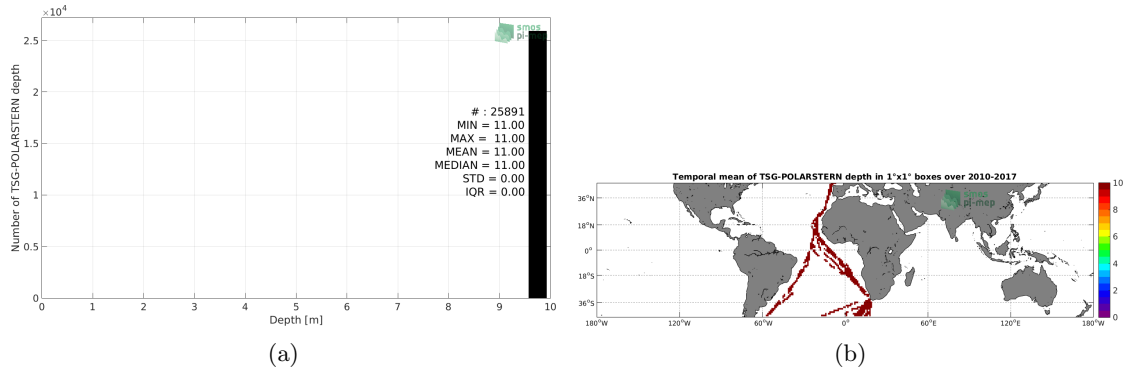 ×10⁴
2.5
2
1.5
1
0.5
0
Number of TSG-POLARSTERN depth
smos
pi-mep
# : 25891
MIN = 11.00
MAX = 11.00
MEAN = 11.00
MEDIAN = 11.00
STD = 0.00
IQR = 0.00
0 1 2 3 4 5 6 7 8 9 10
Depth [m]
(a)
Temporal mean of TSG-POLARSTERN depth in 1°x1° boxes over 2010-2017
smos
pi-mep
36°N
18°N
0°
18°S
36°S
180°W 120°W 60°W 0° 60°E 120°E 180°W
10
8
6
4
2
0
(b)